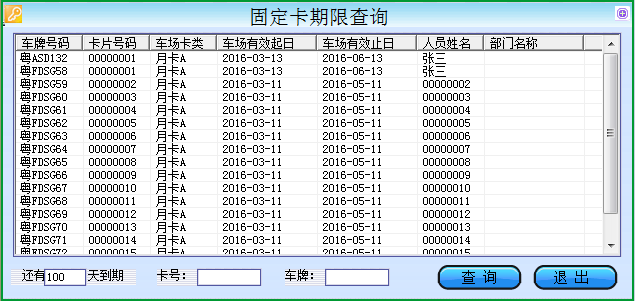 固定卡期限查询
车牌号码 卡片号码 车场卡类 车场有效起日 车场有效止日 人员姓名 部门名称
粤ASD132 00000001 月卡A 2016-03-13 2016-06-13 张三
粤FDSG58 00000001 月卡A 2016-03-13 2016-06-13 张三
粤FDSG59 00000002 月卡A 2016-03-11 2016-05-11 00000002
粤FDSG60 00000003 月卡A 2016-03-11 2016-05-11 00000003
粤FDSG61 00000004 月卡A 2016-03-11 2016-05-11 00000004
粤FDSG62 00000005 月卡A 2016-03-11 2016-05-11 00000005
粤FDSG63 00000006 月卡A 2016-03-11 2016-05-11 00000006
粤FDSG64 00000007 月卡A 2016-03-11 2016-05-11 00000007
粤FDSG65 00000008 月卡A 2016-03-11 2016-05-11 00000008
粤FDSG66 00000009 月卡A 2016-03-11 2016-05-11 00000009
粤FDSG67 00000010 月卡A 2016-03-11 2016-05-11 00000010
粤FDSG68 00000011 月卡A 2016-03-11 2016-05-11 00000011
粤FDSG69 00000012 月卡A 2016-03-11 2016-05-11 00000012
粤FDSG70 00000013 月卡A 2016-03-11 2016-05-11 00000013
粤FDSG71 00000014 月卡A 2016-03-11 2016-05-11 00000014
粤FDSG72 00000015 月卡A 2016-03-11 2016-05-11 00000015
还有 100 天到期 卡号: 车牌: 查 询 退 出